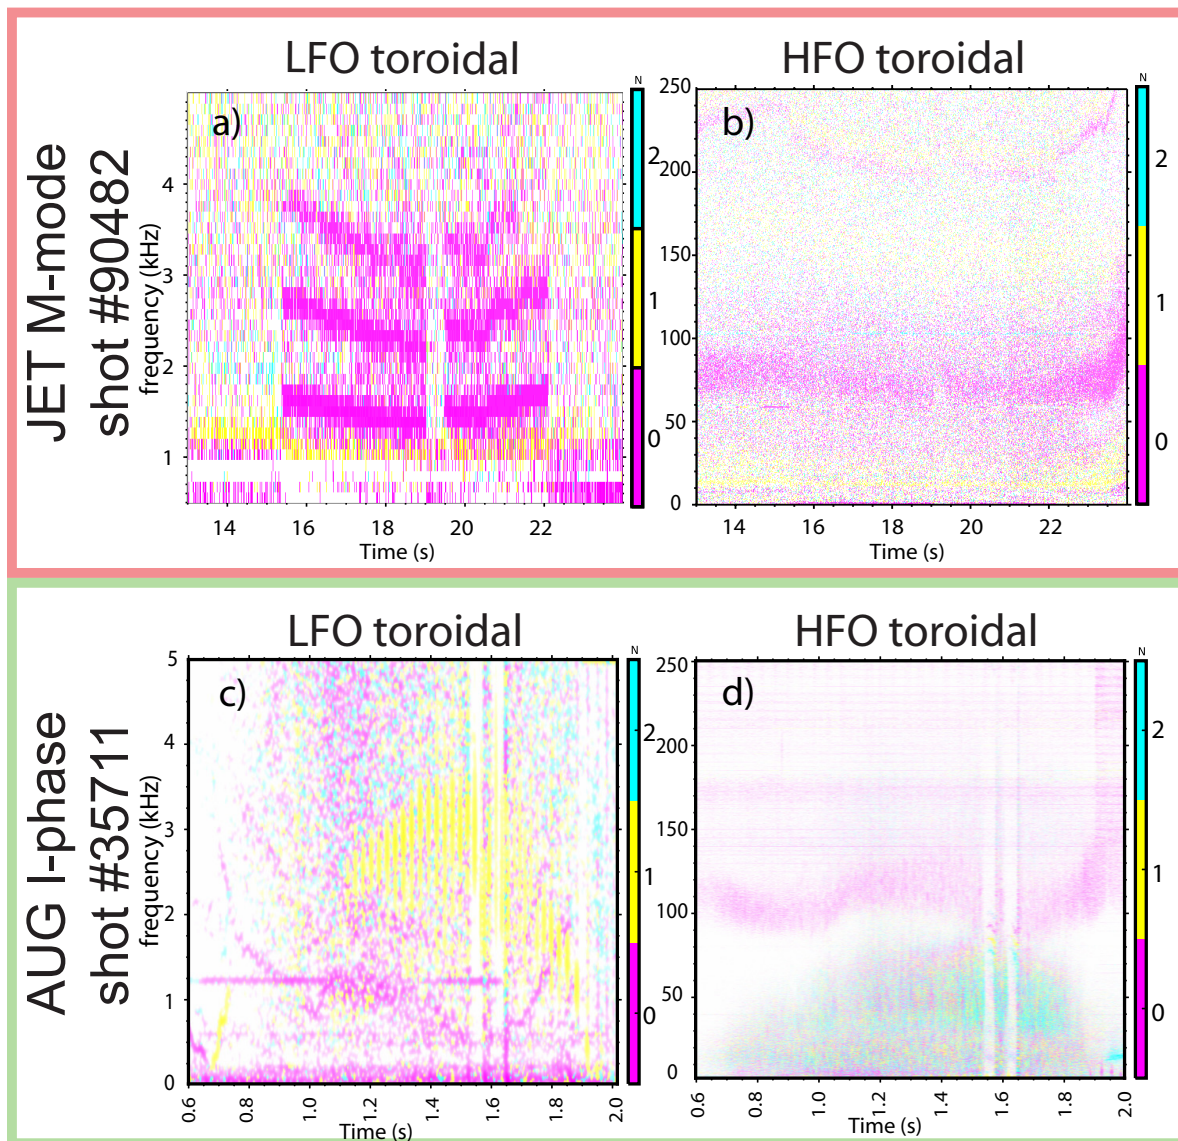 JET M-mode
shot #90482
LFO toroidal
a)
frequency (kHz)
4
3
2
1
14
16
18
20
22
Time (s)
N
2
1
0
HFO toroidal
b)
250
200
150
100
50
0
14
16
18
20
22
Time (s)
N
2
1
0
AUG I-phase
shot #35711
LFO toroidal
c)
frequency (kHz)
5
4
3
2
1
0
0.6
0.8
1.0
1.2
1.4
1.6
1.8
2.0
Time (s)
N
2
1
0
HFO toroidal
d)
250
200
150
100
50
0
0.6
0.8
1.0
1.2
1.4
1.6
1.8
2.0
Time (s)
N
2
1
0